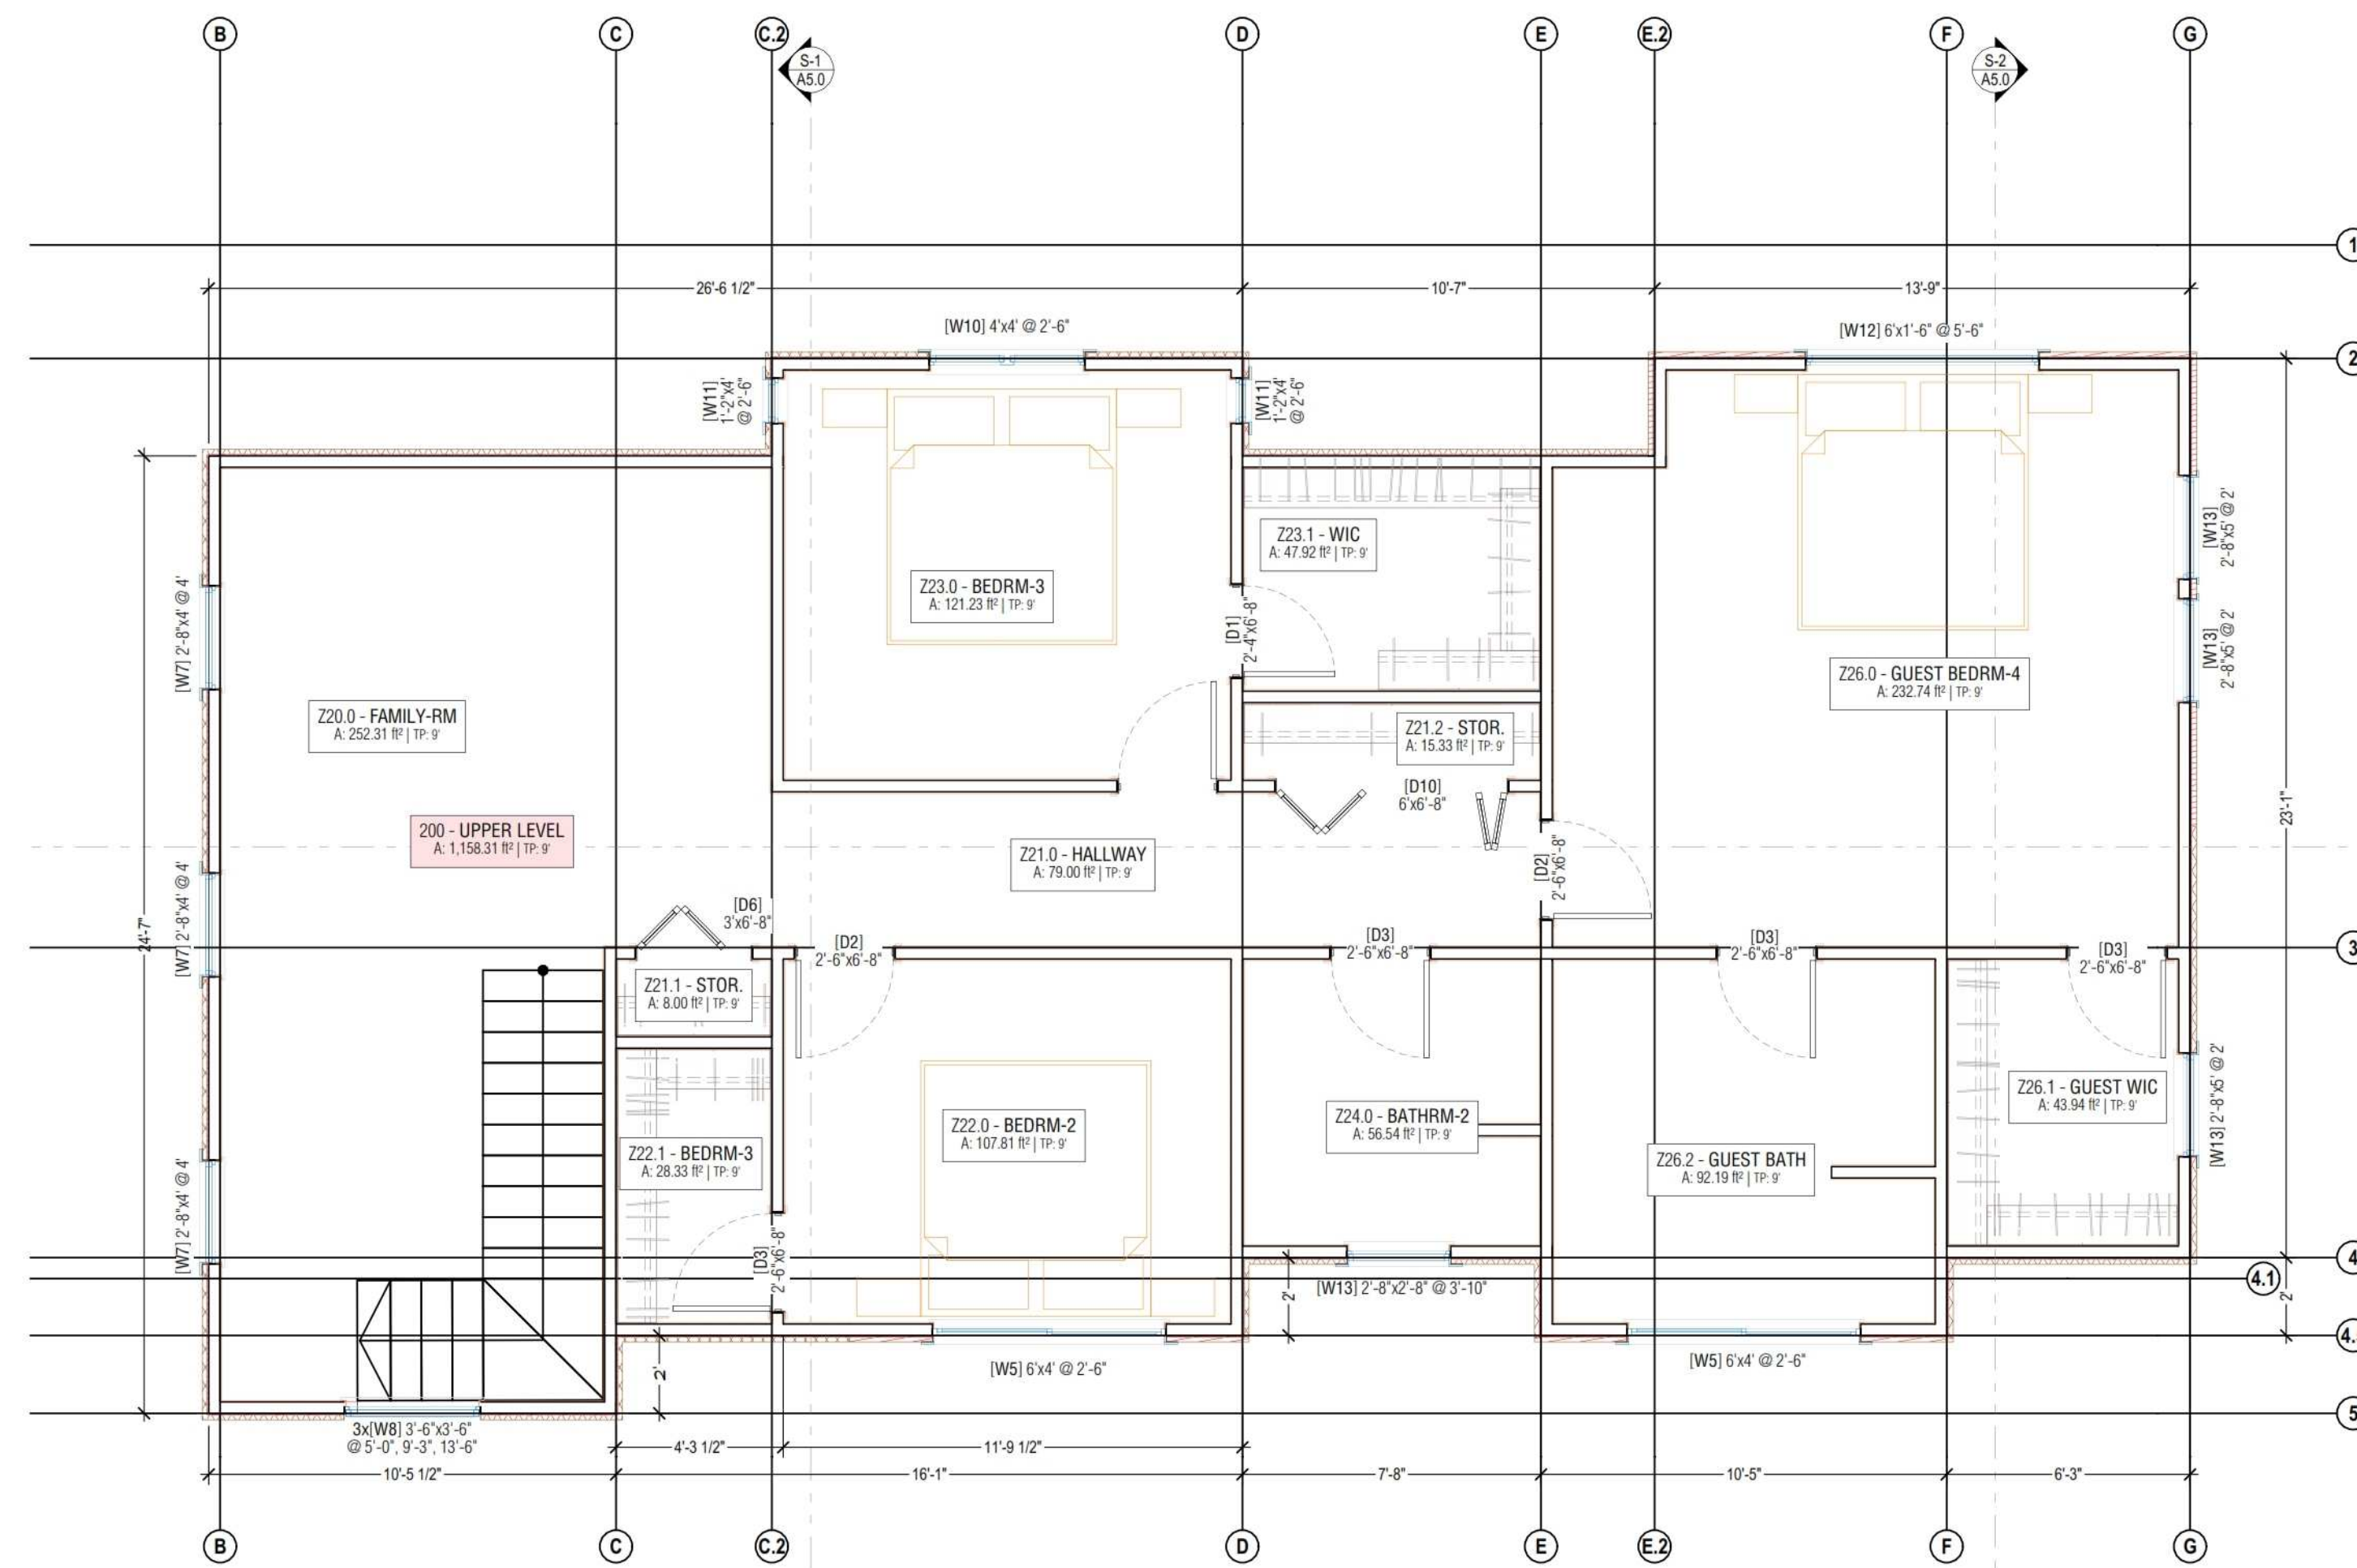 B
C
C.2
D
E
E.2
F
G
S-1
A5.0
S-2
A5.0
1
26'-6 1/2"
10'-7"
13'-9"
[W10] 4'x4' @ 2'-6"
[W12] 6'x1'-6" @ 5'-6"
2
[W11]
1'-2"x4'
@ 2'-6"
[W11]
1'-2"x4'
@ 2'-6"
[W13]
2'-8"x5' @ 2'
Z23.1 - WIC
A: 47.92 ft² | TP: 9'
Z23.0 - BEDRM-3
A: 121.23 ft² | TP: 9'
[W7] 2'-8"x4' @ 4'
[D1]
2'-4"x6'-8"
[W13]
2'-8"x5' @ 2'
Z26.0 - GUEST BEDRM-4
A: 232.74 ft² | TP: 9'
Z20.0 - FAMILY-RM
A: 252.31 ft² | TP: 9'
Z21.2 - STOR.
A: 15.33 ft² | TP: 9'
[D10]
6'x6'-8"
23'-1"
200 - UPPER LEVEL
A: 1,158.31 ft² | TP: 9'
Z21.0 - HALLWAY
A: 79.00 ft² | TP: 9'
[D2]
2'-6"x6'-8"
[D6]
3'x6'-8"
24'-7"
[W7] 2'-8"x4' @ 4'
[D2]
2'-6"x6'-8"
[D3]
2'-6"x6'-8"
[D3]
2'-6"x6'-8"
[D3]
2'-6"x6'-8"
3
Z21.1 - STOR.
A: 8.00 ft² | TP: 9'
Z26.1 - GUEST WIC
A: 43.94 ft² | TP: 9'
[W13] 2'-8"x5' @ 2'
Z22.0 - BEDRM-2
A: 107.81 ft² | TP: 9'
Z24.0 - BATHRM-2
A: 56.54 ft² | TP: 9'
Z22.1 - BEDRM-3
A: 28.33 ft² | TP: 9'
Z26.2 - GUEST BATH
A: 92.19 ft² | TP: 9'
[W7] 2'-8"x4' @ 4'
[D3]
2'-6"x6'-8"
4
4.1
[W13] 2'-8"x2'-8" @ 3'-10"
2'
2'
4.
[W5] 6'x4' @ 2'-6"
[W5] 6'x4' @ 2'-6"
2'
5
3x[W8] 3'-6"x3'-6"
@ 5'-0", 9'-3", 13'-6"
4'-3 1/2"
11'-9 1/2"
10'-5 1/2"
16'-1"
7'-8"
10'-5"
6'-3"
B
C
C.2
D
E
E.2
F
G